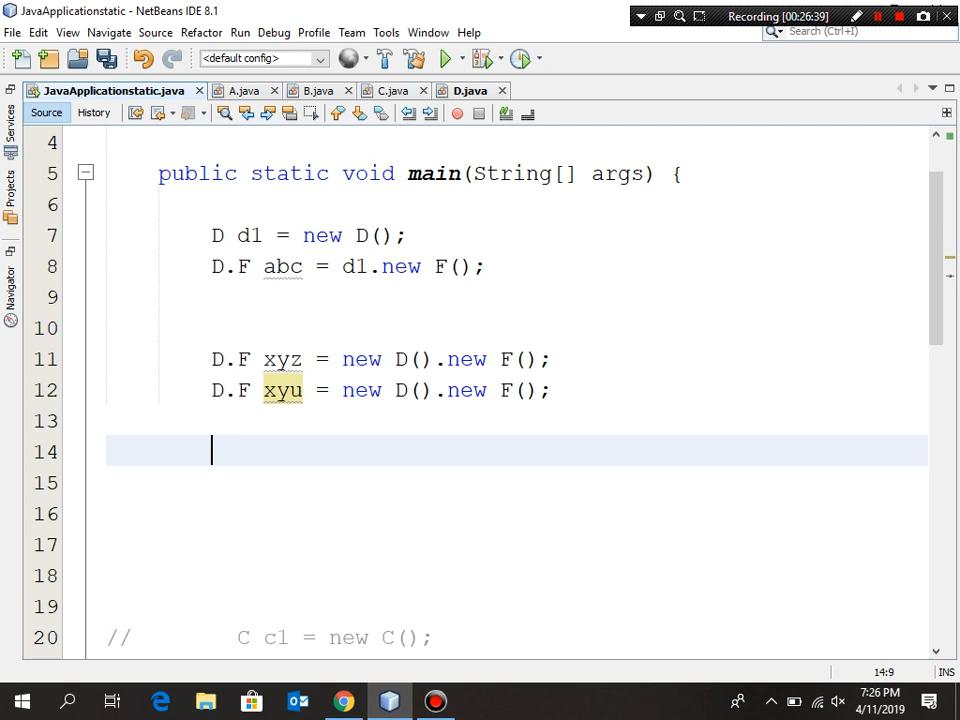 JavaApplicationstatic - NetBeans IDE 8.1
Recording [00:26:39]
File Edit View Navigate Source Refactor Run Debug Profile Team Tools Window Help
Search (Ctrl+I)
<default config>
JavaApplicationstatic.java A.java B.java C.java D.java
Source History
Services
Projects
Navigator
4
5 public static void main(String[] args) {
6
7 D d1 = new D();
8 D.F abc = d1.new F();
9
10
11 D.F xyz = new D().new F();
12 D.F xyu = new D().new F();
13
14
15
16
17
18
19
20 // C c1 = new C();
14:9 INS
7:26 PM
4/11/2019